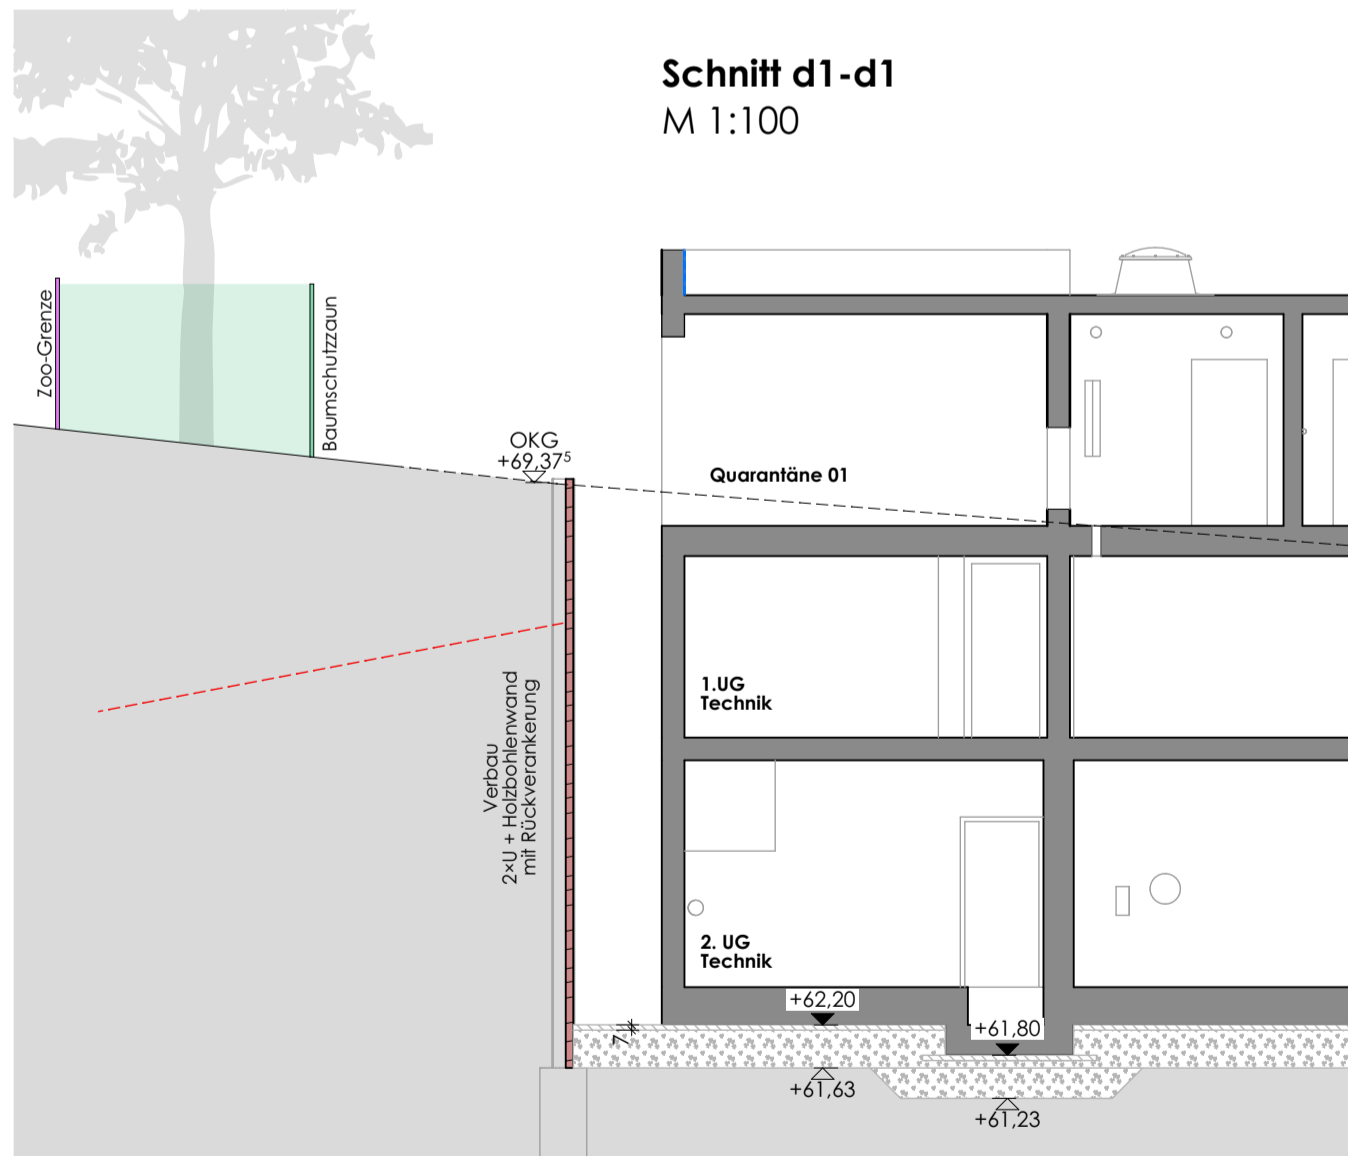 Schnitt d1-d1
M 1:100
Zoo-Grenze
Baumschutzzaun
OKG
+69,37⁵
Quarantäne 01
1.UG
Technik
Verbau
2×U + Holzbohlenwand
mit Rückverankerung
2. UG
Technik
+62,20
+61,80
7
+61,63
+61,23